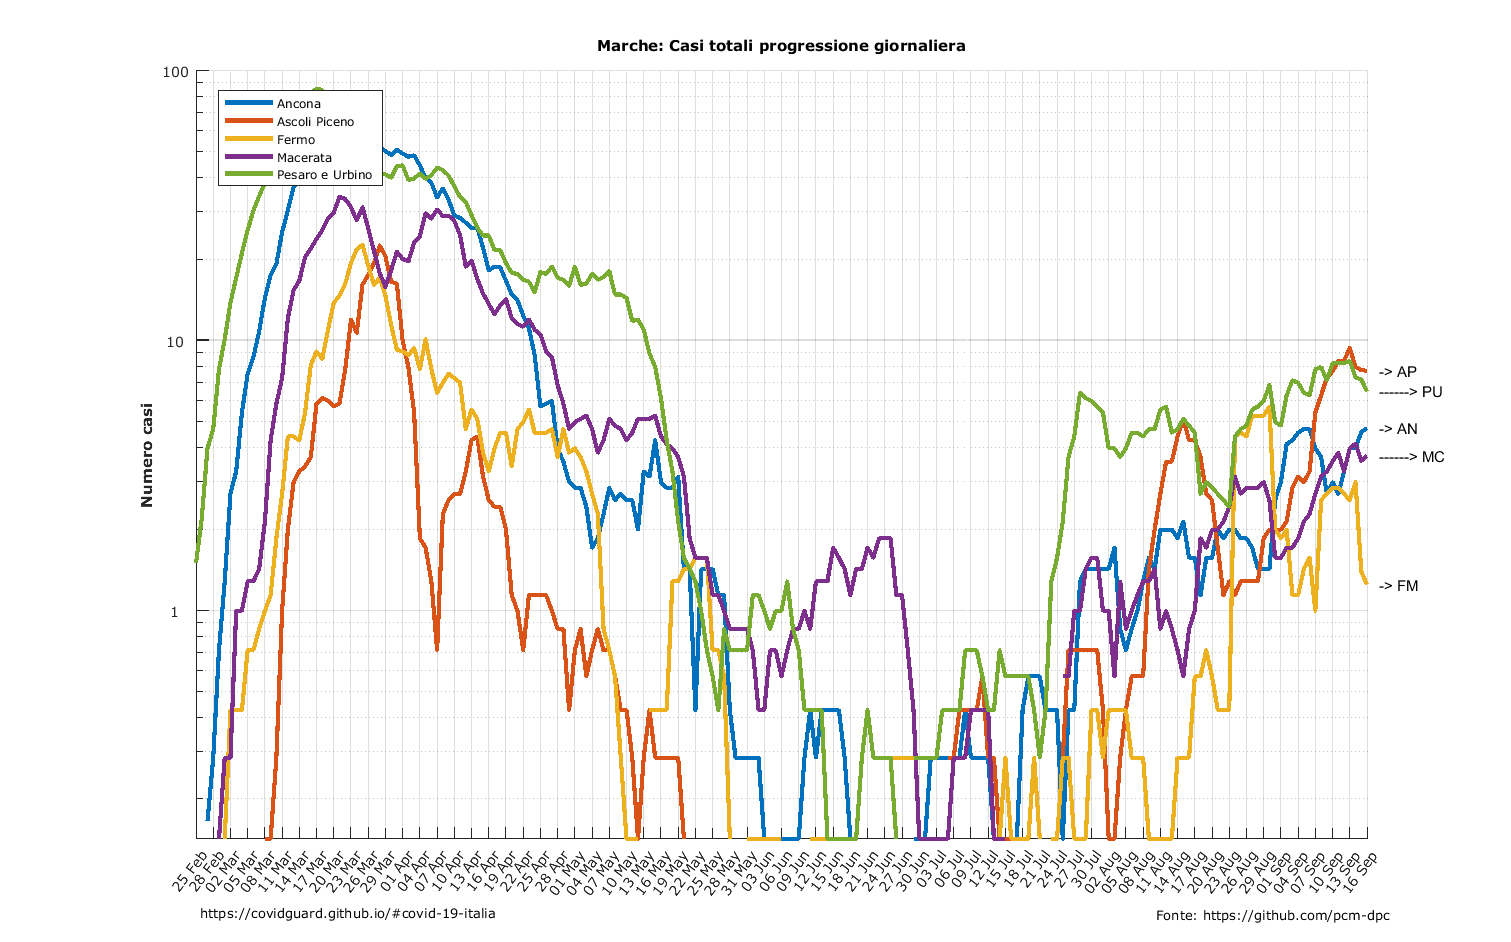 Marche: Casi totali progressione giornaliera
Numero casi
100
10
1
Ancona
Ascoli Piceno
Fermo
Macerata
Pesaro e Urbino
-> AP
------> PU
-> AN
------> MC
-> FM
25 Feb
28 Feb
02 Mar
05 Mar
08 Mar
11 Mar
14 Mar
17 Mar
20 Mar
23 Mar
26 Mar
29 Mar
01 Apr
04 Apr
07 Apr
10 Apr
13 Apr
16 Apr
19 Apr
22 Apr
25 Apr
28 Apr
01 May
04 May
07 May
10 May
13 May
16 May
19 May
22 May
25 May
28 May
31 May
03 Jun
06 Jun
09 Jun
12 Jun
15 Jun
18 Jun
21 Jun
24 Jun
27 Jun
30 Jun
03 Jul
06 Jul
09 Jul
12 Jul
15 Jul
18 Jul
21 Jul
24 Jul
27 Jul
30 Jul
02 Aug
05 Aug
08 Aug
11 Aug
14 Aug
17 Aug
20 Aug
23 Aug
26 Aug
29 Aug
01 Sep
04 Sep
07 Sep
10 Sep
13 Sep
16 Sep
https://covidguard.github.io/#covid-19-italia
Fonte: https://github.com/pcm-dpc